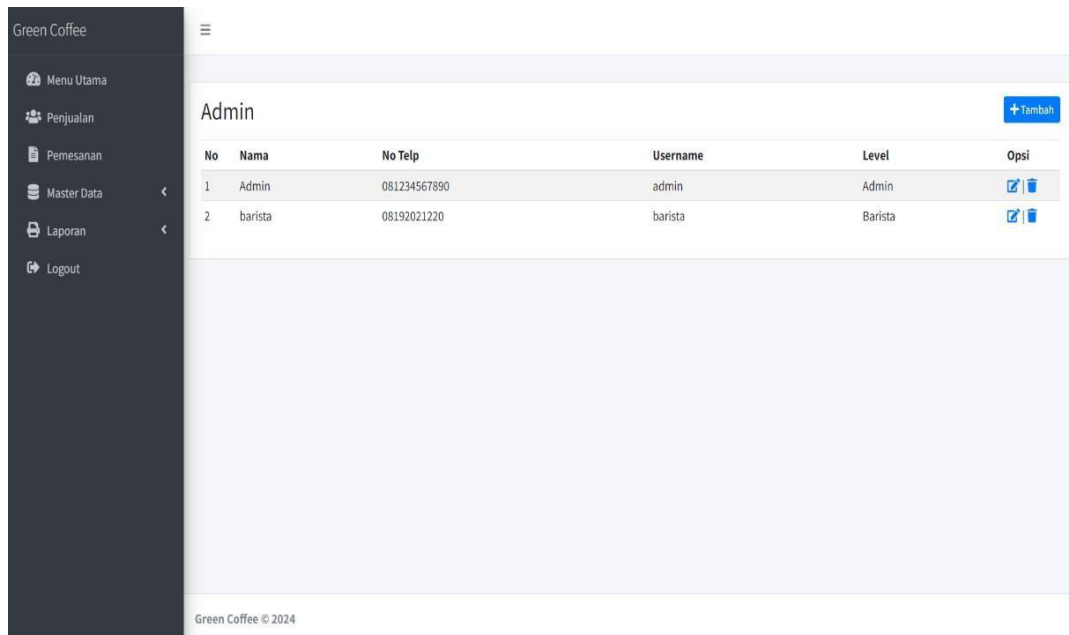 Green Coffee
Menu Utama
Penjualan
Pemesanan
Master Data
Laporan
Logout
Admin
+Tambah
No Nama No Telp Username Level Opsi
1 Admin 081234567890 admin Admin |
2 barista 08192021220 barista Barista |
Green Coffee © 2024